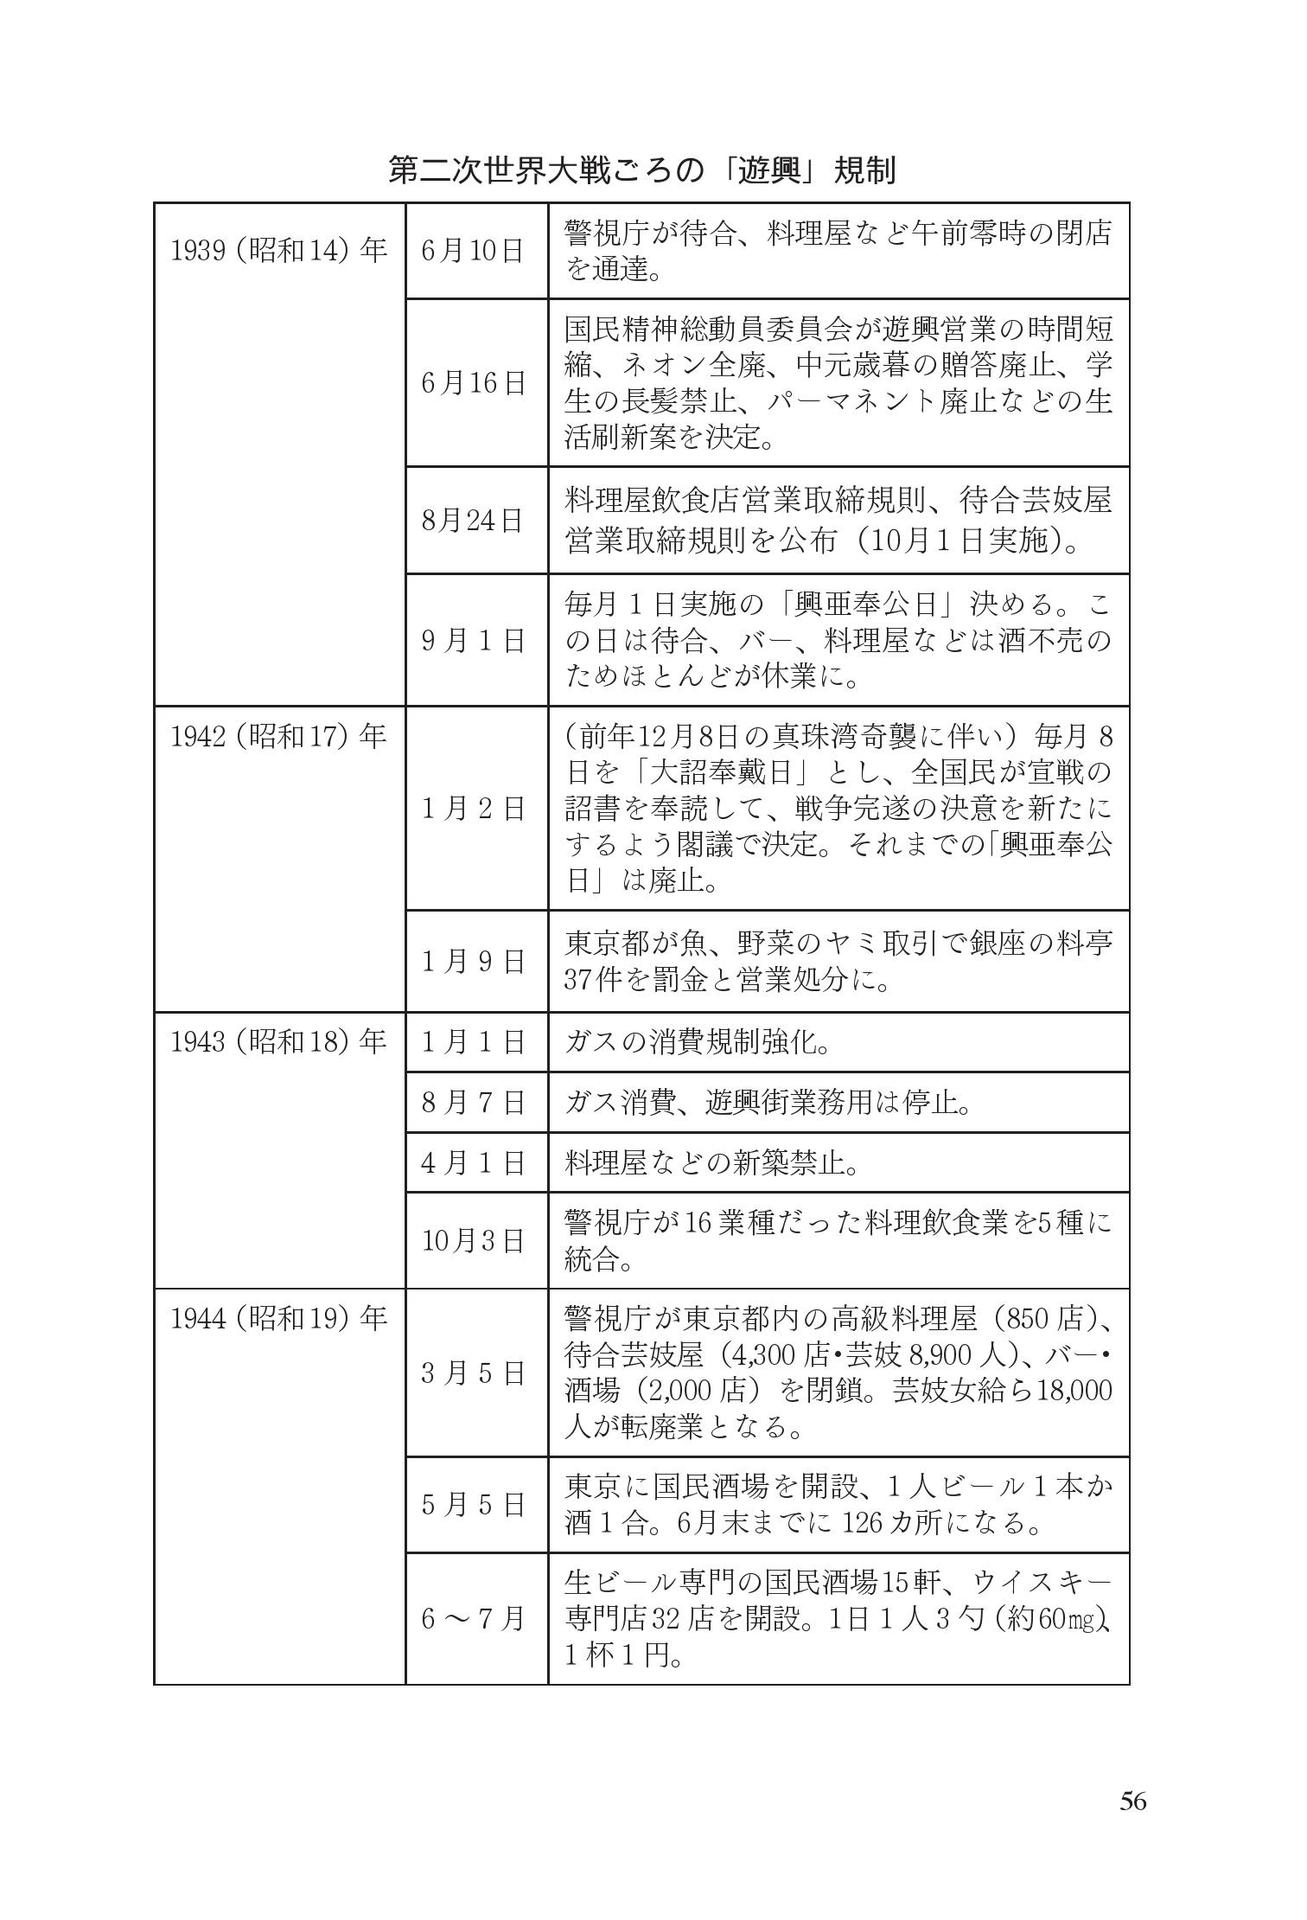 第二次世界大戦ごろの「遊興」規制
1939（昭和14）年
6月10日
警視庁が待合、料理屋など午前零時の閉店
を通達。
6月16日
国民精神総動員委員会が遊興営業の時間短
縮、ネオン全廃、中元歳暮の贈答廃止、学
生の長髪禁止、パーマネント廃止などの生
活刷新案を決定。
8月24日
料理屋飲食店営業取締規則、待合芸妓屋
営業取締規則を公布（10月1日実施）。
9月1日
毎月1日実施の「興亜奉公日」決める。こ
の日は待合、バー、料理屋などは酒不売の
ためほとんどが休業に。
1942（昭和17）年
1月2日
（前年12月8日の真珠湾奇襲に伴い）毎月8
日を「大詔奉戴日」とし、全国民が宣戦の
詔書を奉読して、戦争完遂の決意を新たに
するよう閣議で決定。それまでの「興亜奉公
日」は廃止。
1月9日
東京都が魚、野菜のヤミ取引で銀座の料亭
37件を罰金と営業処分に。
1943（昭和18）年
1月1日
ガスの消費規制強化。
8月7日
ガス消費、遊興街業務用は停止。
4月1日
料理屋などの新築禁止。
10月3日
警視庁が16業種だった料理飲食業を5種に
統合。
1944（昭和19）年
3月5日
警視庁が東京都内の高級料理屋（850店）、
待合芸妓屋（4,300店・芸妓8,900人）、バー・
酒場（2,000店）を閉鎖。芸妓女給ら18,000
人が転廃業となる。
5月5日
東京に国民酒場を開設、1人ビール1本か
酒1合。6月末までに126カ所になる。
6～7月
生ビール専門の国民酒場15軒、ウイスキー
専門店32店を開設。1日1人3勺（約60㎎）、
1杯1円。
56